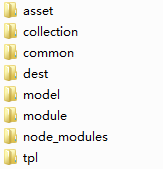 asset
collection
common
dest
model
module
node_modules
tpl